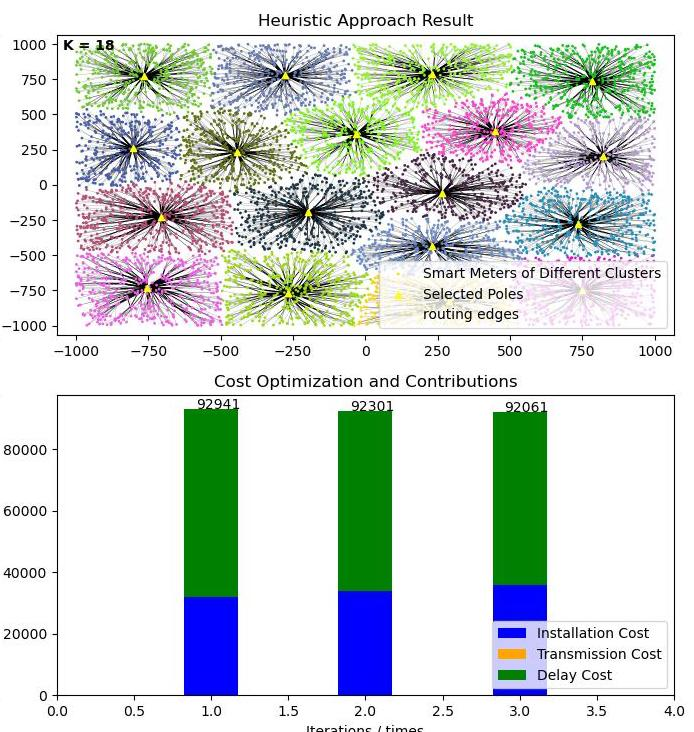 Heuristic Approach Result
K = 18
1000
750
500
250
0
−250
−500
−750
−1000
Smart Meters of Different Clusters
Selected Poles
routing edges
−1000 −750 −500 −250 0 250 500 750 1000
Cost Optimization and Contributions
92941 92301 92061
80000
60000
40000
20000
0
Installation Cost
Transmission Cost
Delay Cost
0.0 0.5 1.0 1.5 2.0 2.5 3.0 3.5 4.0
Iterations / times